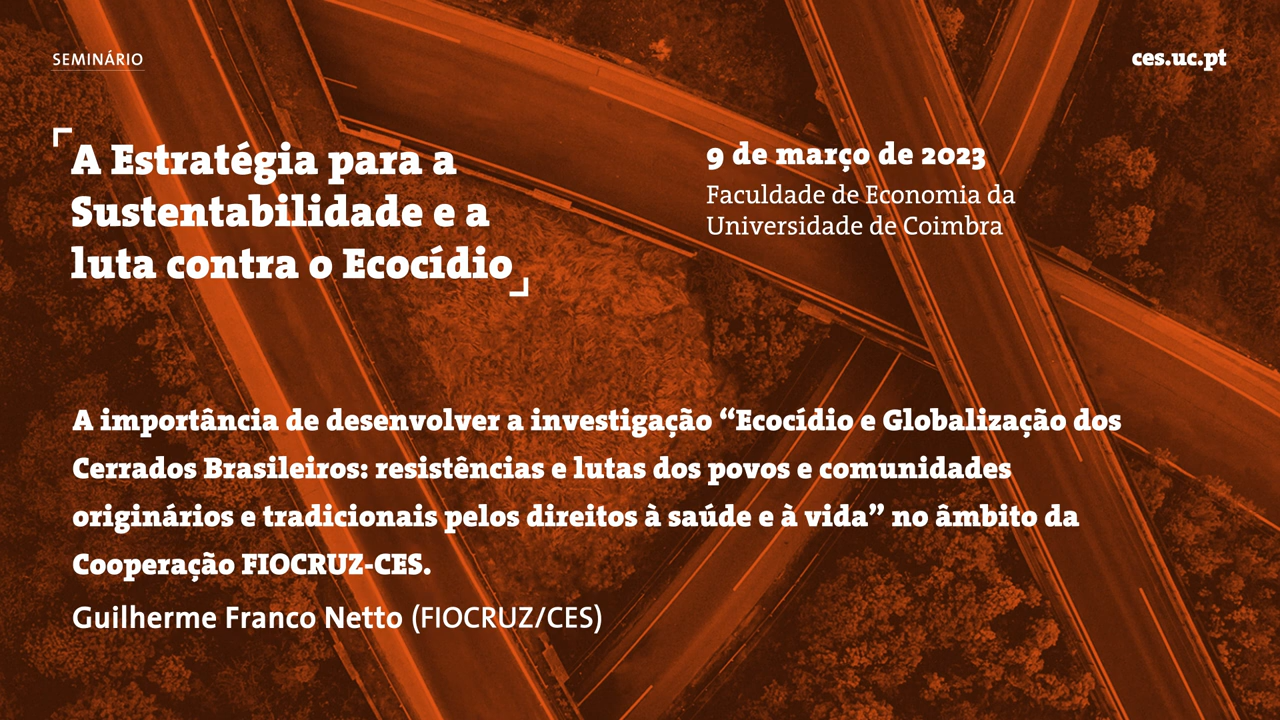 SEMINÁRIO
ces.uc.pt
A Estratégia para a
Sustentabilidade e a
luta contra o Ecocídio
9 de março de 2023
Faculdade de Economia da
Universidade de Coimbra
A importância de desenvolver a investigação “Ecocídio e Globalização dos
Cerrados Brasileiros: resistências e lutas dos povos e comunidades
originários e tradicionais pelos direitos à saúde e à vida” no âmbito da
Cooperação FIOCRUZ-CES.
Guilherme Franco Netto (FIOCRUZ/CES)